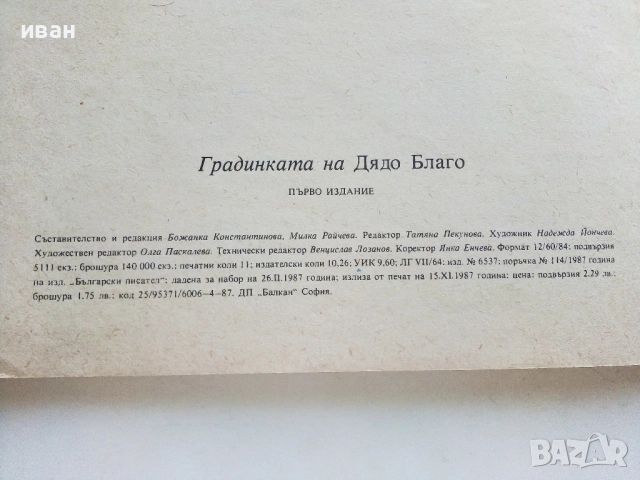 иван
Градинката на Дядо Благо
ПЪРВО ИЗДАНИЕ
Съставителство и редакция Божанка Константинова, Милка Райчева. Редактор Татяна Пекунова. Художник Надежда Йончева.
Художествен редактор Олга Паскалева. Технически редактор Венцислав Лозанов. Коректор Янка Енчева. Формат 12/60/84; подвързия
5111 екз.; брошура 140 000 екз.; печатни коли 11; издателски коли 10,26; УИК 9,60; ЛГ VII/64; изд. № 6537; поръчка № 114/1987 година
на изд. „Български писател“; дадена за набор на 26.II.1987 година; излиза от печат на 15.XI.1987 година; цена: подвързия 2.29 лв.;
брошура 1.75 лв.; код 25/95371/6006—4—87. ДП „Балкан“ София.
BAZAR